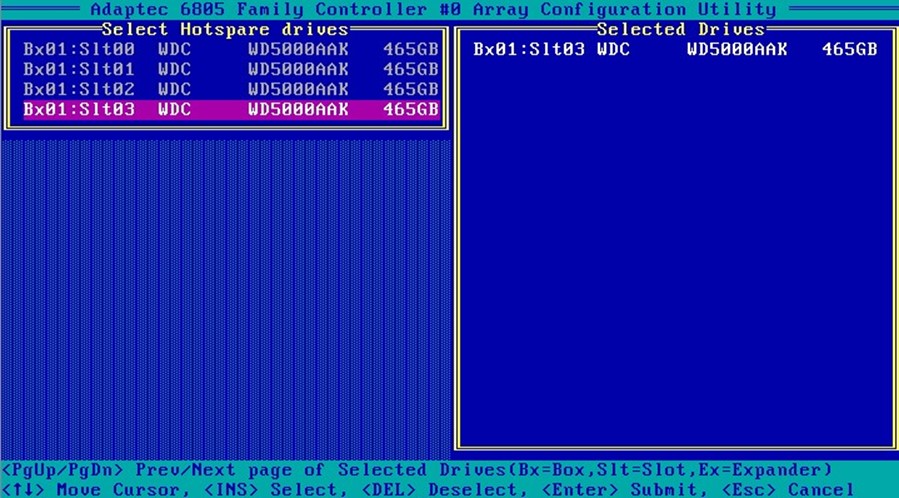 Adaptec 6805 Family Controller #0 Array Configuration Utility
Select Hotspare drives
Bx01:Slt00 WDC WD5000AAK 465GB
Bx01:Slt01 WDC WD5000AAK 465GB
Bx01:Slt02 WDC WD5000AAK 465GB
Bx01:Slt03 WDC WD5000AAK 465GB
Selected Drives
Bx01:Slt03 WDC WD5000AAK 465GB
<PgUp/PgDn> Prev/Next page of Selected Drives(Bx=Box,Slt=Slot,Ex=Expander)
<↑↓> Move Cursor, <INS> Select, <DEL> Deselect, <Enter> Submit, <Esc> Cancel